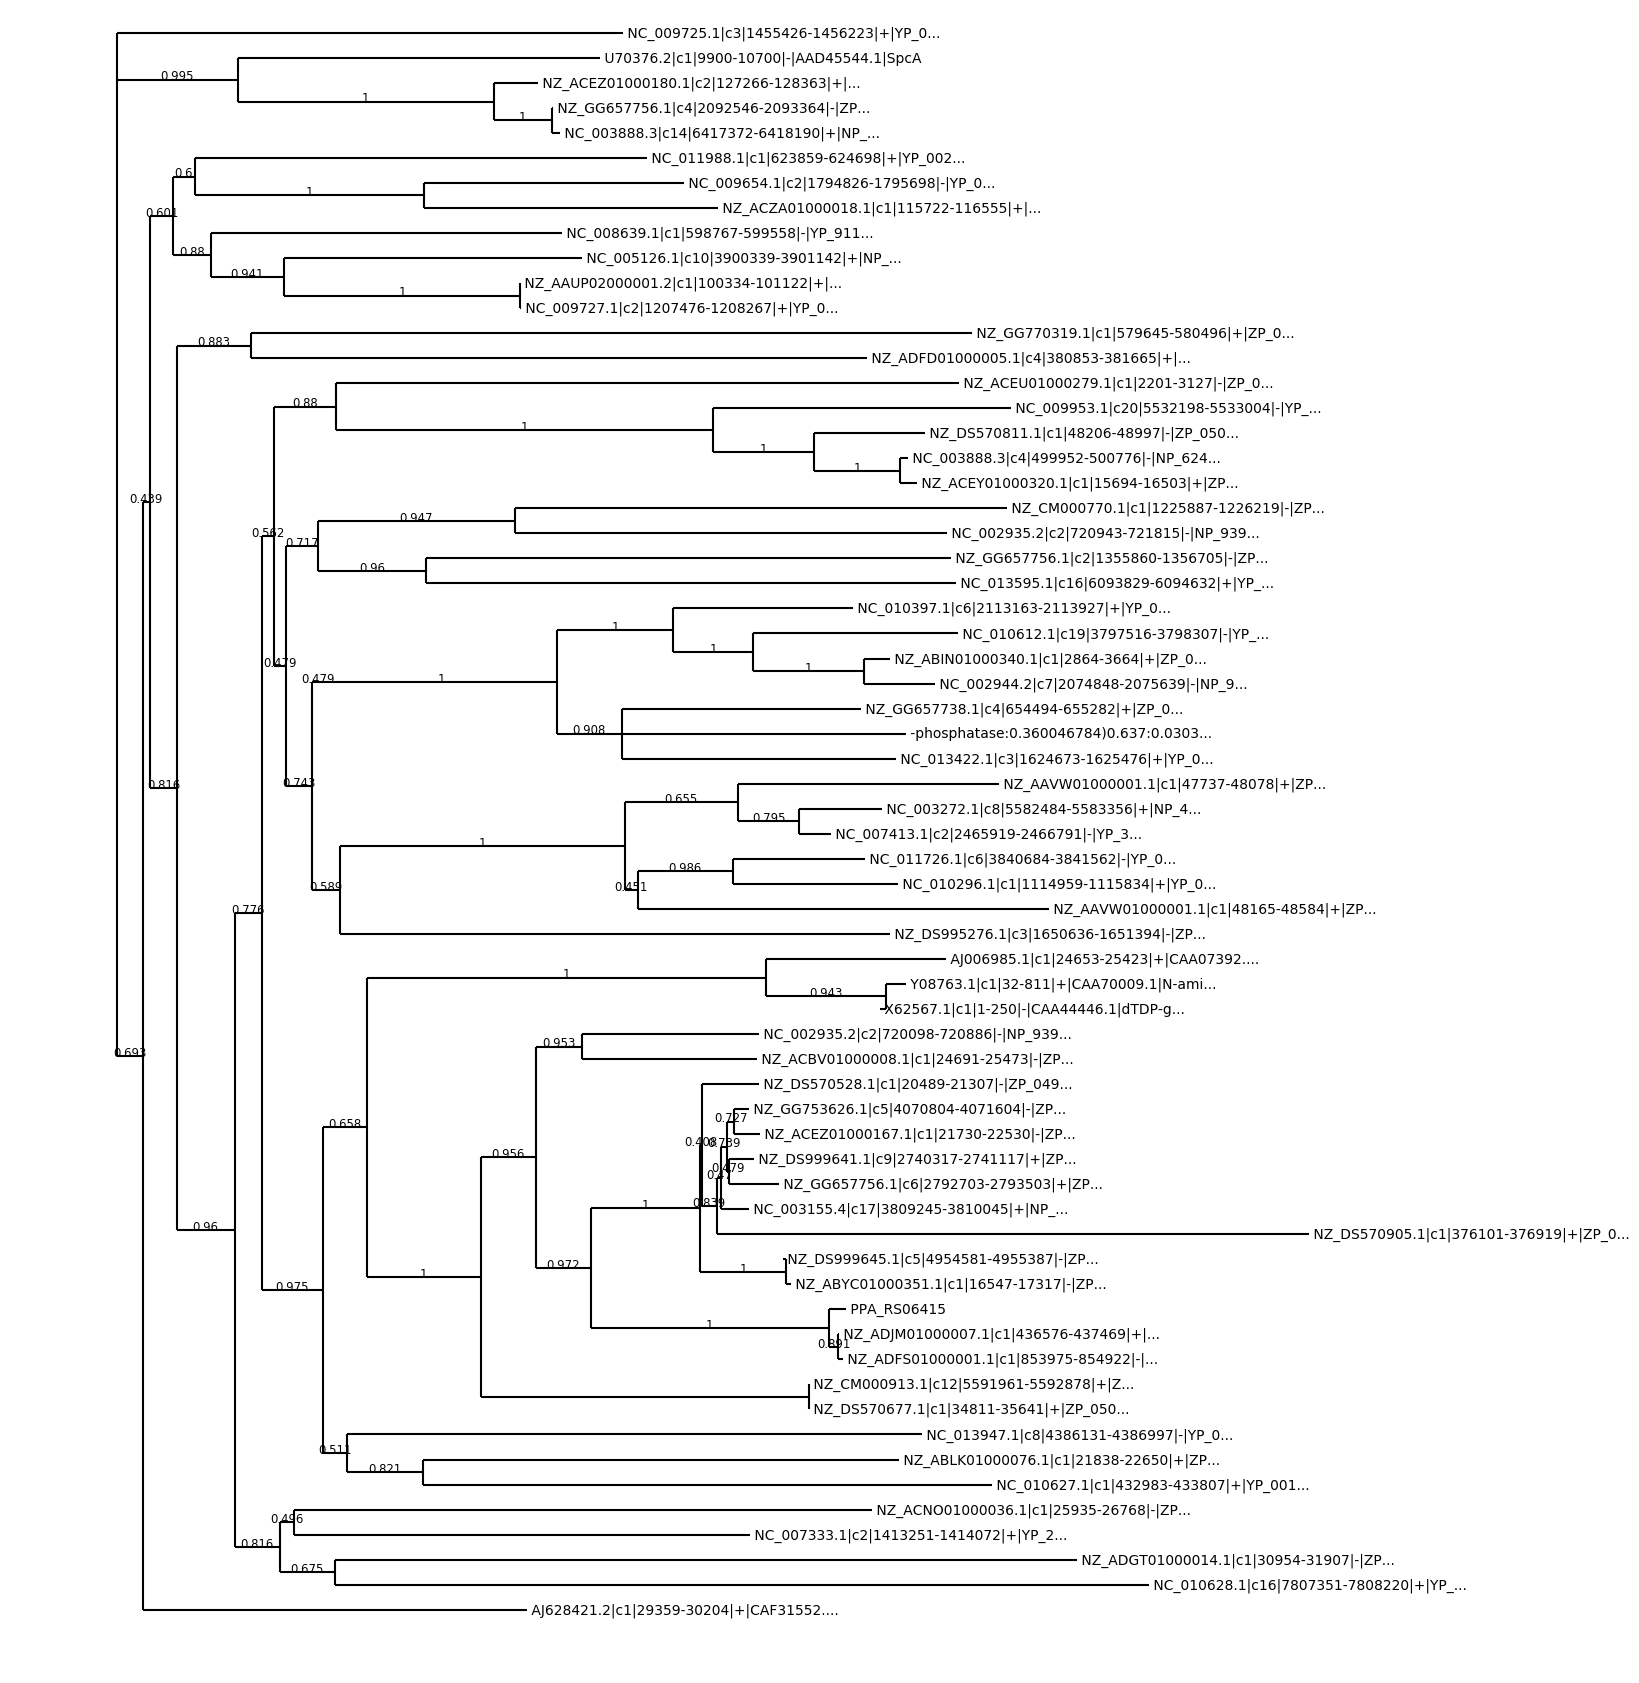 NC_009725.1|c3|1455426-1456223|+|YP_0...
U70376.2|c1|9900-10700|-|AAD45544.1|SpcA
0.995
NZ_ACEZ01000180.1|c2|127266-128363|+|...
1
NZ_GG657756.1|c4|2092546-2093364|-|ZP...
1
NC_003888.3|c14|6417372-6418190|+|NP_...
NC_011988.1|c1|623859-624698|+|YP_002...
0.6
NC_009654.1|c2|1794826-1795698|-|YP_0...
1
NZ_ACZA01000018.1|c1|115722-116555|+|...
0.601
NC_008639.1|c1|598767-599558|-|YP_911...
0.88
NC_005126.1|c10|3900339-3901142|+|NP_...
0.941
NZ_AAUP02000001.2|c1|100334-101122|+|...
1
NC_009727.1|c2|1207476-1208267|+|YP_0...
NZ_GG770319.1|c1|579645-580496|+|ZP_0...
0.883
NZ_ADFD01000005.1|c4|380853-381665|+|...
NZ_ACEU01000279.1|c1|2201-3127|-|ZP_0...
0.88
NC_009953.1|c20|5532198-5533004|-|YP_...
1
NZ_DS570811.1|c1|48206-48997|-|ZP_050...
1
NC_003888.3|c4|499952-500776|-|NP_624...
1
NZ_ACEY01000320.1|c1|15694-16503|+|ZP...
0.439
NZ_CM000770.1|c1|1225887-1226219|-|ZP...
0.947
NC_002935.2|c2|720943-721815|-|NP_939...
0.562
0.717
NZ_GG657756.1|c2|1355860-1356705|-|ZP...
0.96
NC_013595.1|c16|6093829-6094632|+|YP_...
NC_010397.1|c6|2113163-2113927|+|YP_0...
1
NC_010612.1|c19|3797516-3798307|-|YP_...
1
NZ_ABIN01000340.1|c1|2864-3664|+|ZP_0...
0.479
1
0.479
1
NC_002944.2|c7|2074848-2075639|-|NP_9...
NZ_GG657738.1|c4|654494-655282|+|ZP_0...
0.908
-phosphatase:0.360046784)0.637:0.0303...
NC_013422.1|c3|1624673-1625476|+|YP_0...
0.816
0.743
NZ_AAVW01000001.1|c1|47737-48078|+|ZP...
0.655
NC_003272.1|c8|5582484-5583356|+|NP_4...
0.795
NC_007413.1|c2|2465919-2466791|-|YP_3...
1
NC_011726.1|c6|3840684-3841562|-|YP_0...
0.986
NC_010296.1|c1|1114959-1115834|+|YP_0...
0.589
0.451
NZ_AAVW01000001.1|c1|48165-48584|+|ZP...
0.776
NZ_DS995276.1|c3|1650636-1651394|-|ZP...
AJ006985.1|c1|24653-25423|+|CAA07392....
1
Y08763.1|c1|32-811|+|CAA70009.1|N-ami...
0.943
X62567.1|c1|1-250|-|CAA44446.1|dTDP-g...
NC_002935.2|c2|720098-720886|-|NP_939...
0.953
0.693
NZ_ACBV01000008.1|c1|24691-25473|-|ZP...
NZ_DS570528.1|c1|20489-21307|-|ZP_049...
NZ_GG753626.1|c5|4070804-4071604|-|ZP...
0.727
0.658
NZ_ACEZ01000167.1|c1|21730-22530|-|ZP...
0.408
0.739
0.956
NZ_DS999641.1|c9|2740317-2741117|+|ZP...
0.479
NZ_GG657756.1|c6|2792703-2793503|+|ZP...
1
0.839
NC_003155.4|c17|3809245-3810045|+|NP_...
0.96
NZ_DS570905.1|c1|376101-376919|+|ZP_0...
NZ_DS999645.1|c5|4954581-4955387|-|ZP...
1
0.972
1
NZ_ABYC01000351.1|c1|16547-17317|-|ZP...
0.975
PPA_RS06415
1
NZ_ADJM01000007.1|c1|436576-437469|+|...
0.891
NZ_ADFS01000001.1|c1|853975-854922|-|...
NZ_CM000913.1|c12|5591961-5592878|+|Z...
NZ_DS570677.1|c1|34811-35641|+|ZP_050...
NC_013947.1|c8|4386131-4386997|-|YP_0...
0.511
NZ_ABLK01000076.1|c1|21838-22650|+|ZP...
0.821
NC_010627.1|c1|432983-433807|+|YP_001...
NZ_ACNO01000036.1|c1|25935-26768|-|ZP...
0.496
NC_007333.1|c2|1413251-1414072|+|YP_2...
0.816
NZ_ADGT01000014.1|c1|30954-31907|-|ZP...
0.675
NC_010628.1|c16|7807351-7808220|+|YP_...
AJ628421.2|c1|29359-30204|+|CAF31552....